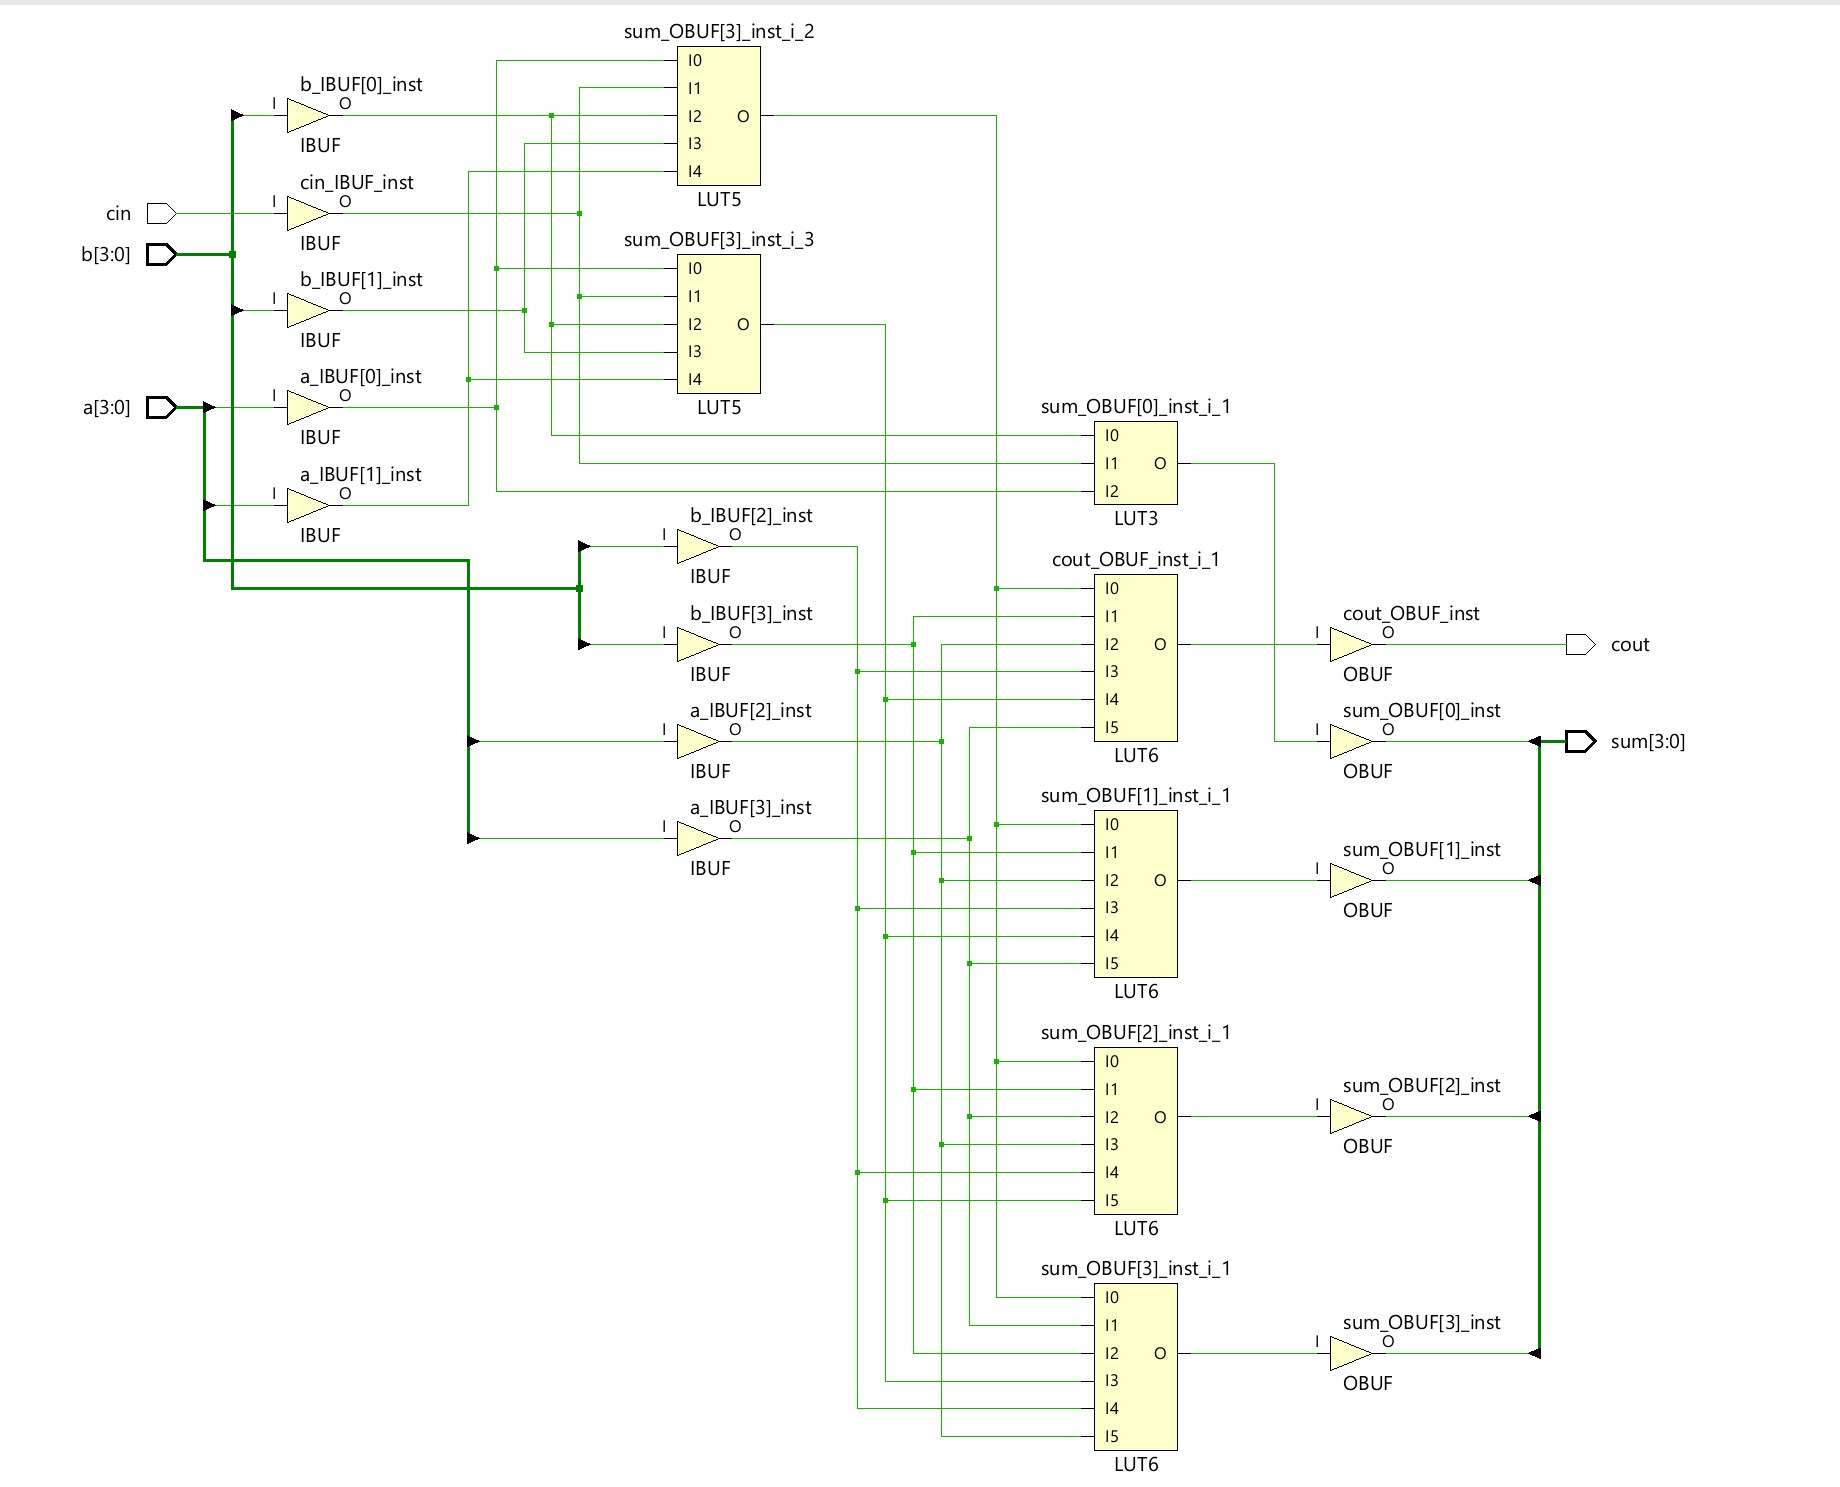 sum_OBUF[3]_inst_i_2
I0
I1
I2
I3
I4
O
LUT5
b_IBUF[0]_inst
I
O
IBUF
cin_IBUF_inst
I
O
IBUF
cin
b[3:0]
sum_OBUF[3]_inst_i_3
I0
I1
I2
I3
I4
O
LUT5
b_IBUF[1]_inst
I
O
IBUF
a_IBUF[0]_inst
I
O
IBUF
a[3:0]
a_IBUF[1]_inst
I
O
IBUF
sum_OBUF[0]_inst_i_1
I0
I1
I2
O
LUT3
b_IBUF[2]_inst
I
O
IBUF
b_IBUF[3]_inst
I
O
IBUF
a_IBUF[2]_inst
I
O
IBUF
a_IBUF[3]_inst
I
O
IBUF
cout_OBUF_inst_i_1
I0
I1
I2
I3
I4
I5
O
LUT6
cout_OBUF_inst
I
O
OBUF
cout
sum_OBUF[0]_inst
I
O
OBUF
sum[3:0]
sum_OBUF[1]_inst_i_1
I0
I1
I2
I3
I4
I5
O
LUT6
sum_OBUF[1]_inst
I
O
OBUF
sum_OBUF[2]_inst_i_1
I0
I1
I2
I3
I4
I5
O
LUT6
sum_OBUF[2]_inst
I
O
OBUF
sum_OBUF[3]_inst_i_1
I0
I1
I2
I3
I4
I5
O
LUT6
sum_OBUF[3]_inst
I
O
OBUF